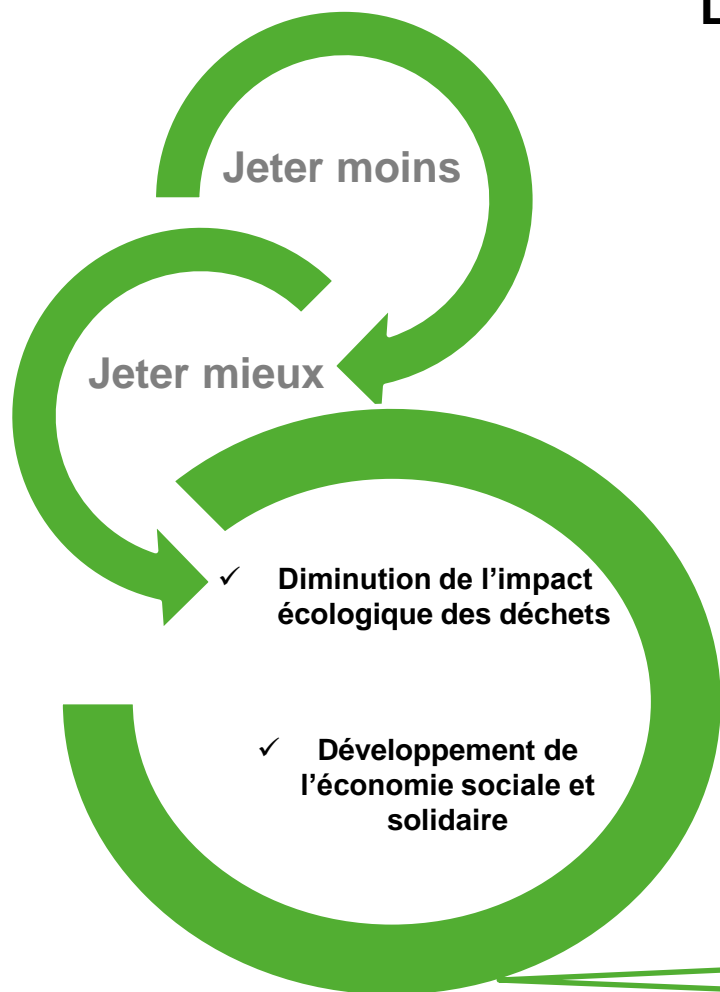 Jeter moins
Jeter mieux
✓ Diminution de l’impact
écologique des déchets
✓ Développement de
l’économie sociale et
solidaire